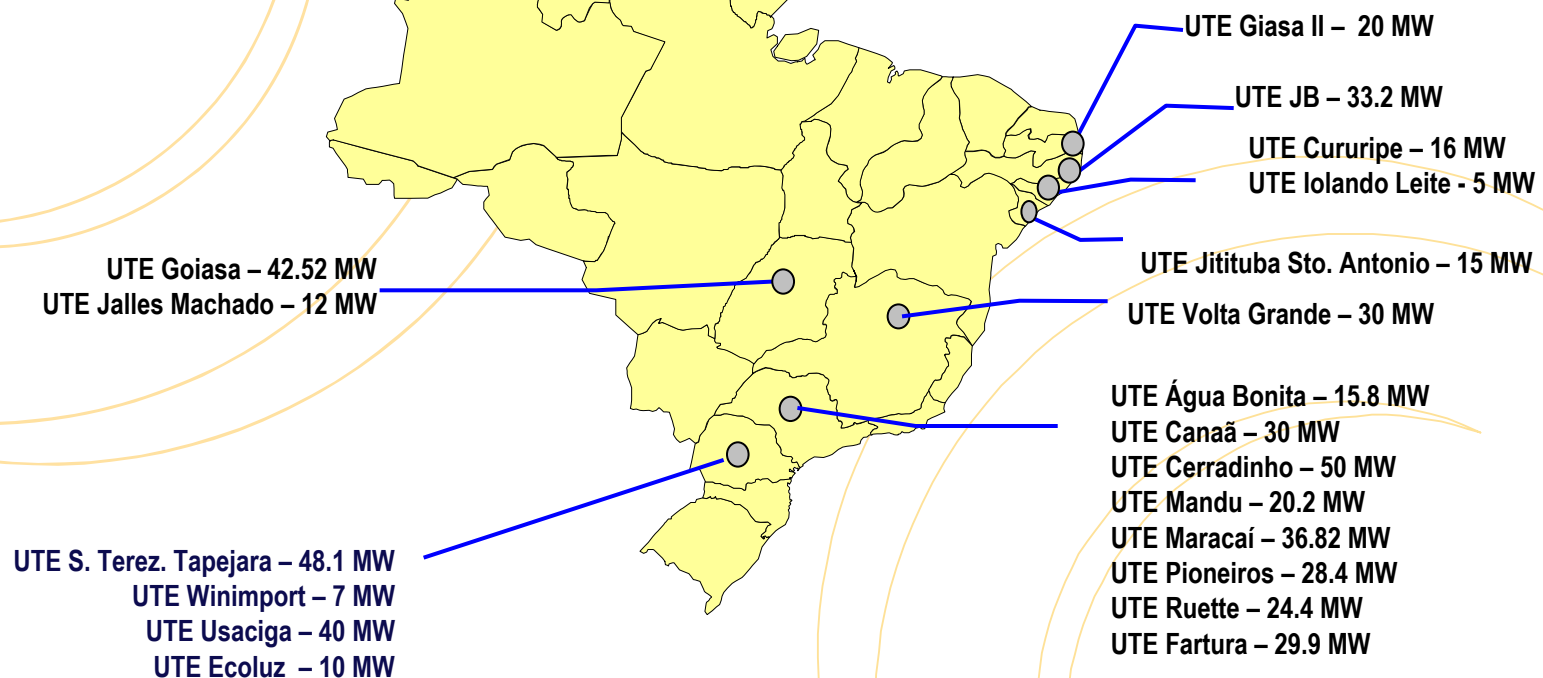 UTE Giasa II – 20 MW
UTE JB – 33.2 MW
UTE Cururipe – 16 MW
UTE Iolando Leite - 5 MW
UTE Jitituba Sto. Antonio – 15 MW
UTE Volta Grande – 30 MW
UTE Goiasa – 42.52 MW
UTE Jalles Machado – 12 MW
UTE Água Bonita – 15.8 MW
UTE Canaã – 30 MW
UTE Cerradinho – 50 MW
UTE Mandu – 20.2 MW
UTE Maracaí – 36.82 MW
UTE Pioneiros – 28.4 MW
UTE Ruette – 24.4 MW
UTE Fartura – 29.9 MW
UTE S. Terez. Tapejara – 48.1 MW
UTE Winimport – 7 MW
UTE Usaciga – 40 MW
UTE Ecoluz – 10 MW